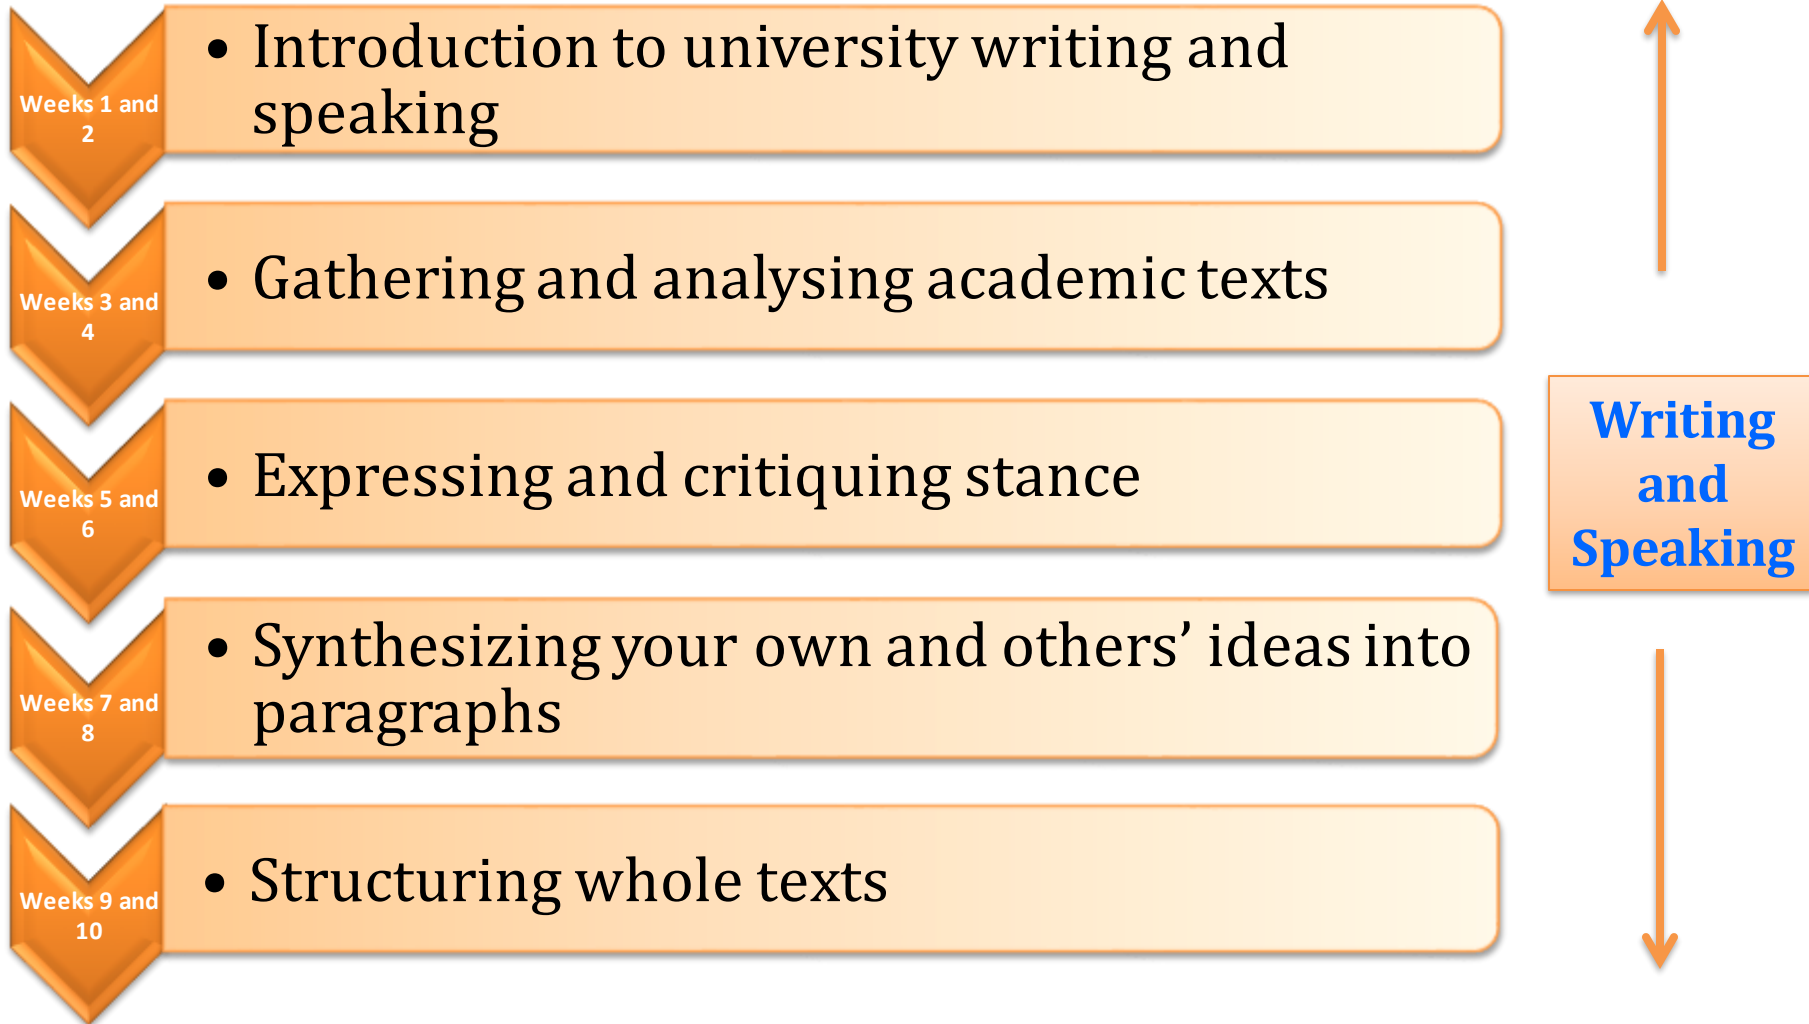 Weeks 1 and
2
• Introduction to university writing and
speaking
Weeks 3 and
4
• Gathering and analysing academic texts
Weeks 5 and
6
• Expressing and critiquing stance
Weeks 7 and
8
• Synthesizing your own and others’ ideas into
paragraphs
Weeks 9 and
10
• Structuring whole texts
Writing
and
Speaking